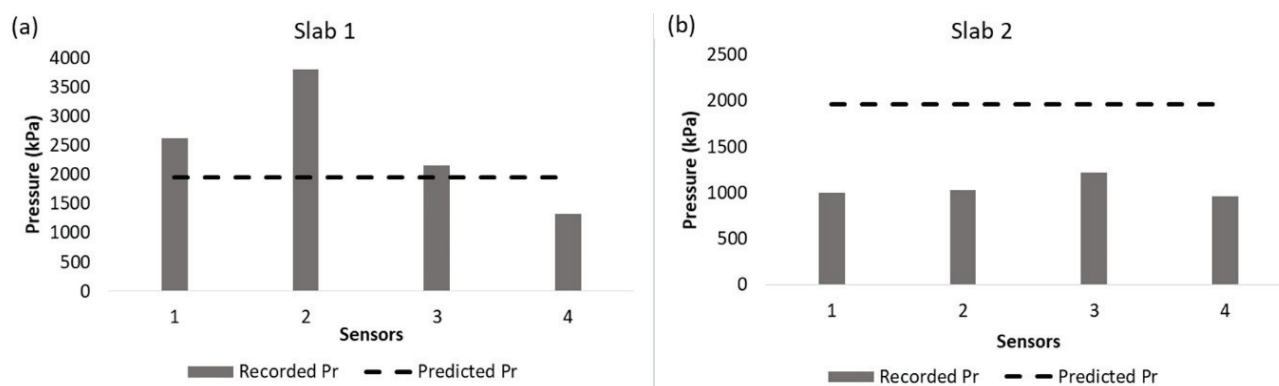 (a)
Slab 1
Pressure (kPa)
4000
3500
3000
2500
2000
1500
1000
500
0
1 2 3 4
Sensors
Recorded Pr Predicted Pr
(b)
Slab 2
Pressure (kPa)
2500
2000
1500
1000
500
0
1 2 3 4
Sensors
Recorded Pr Predicted Pr